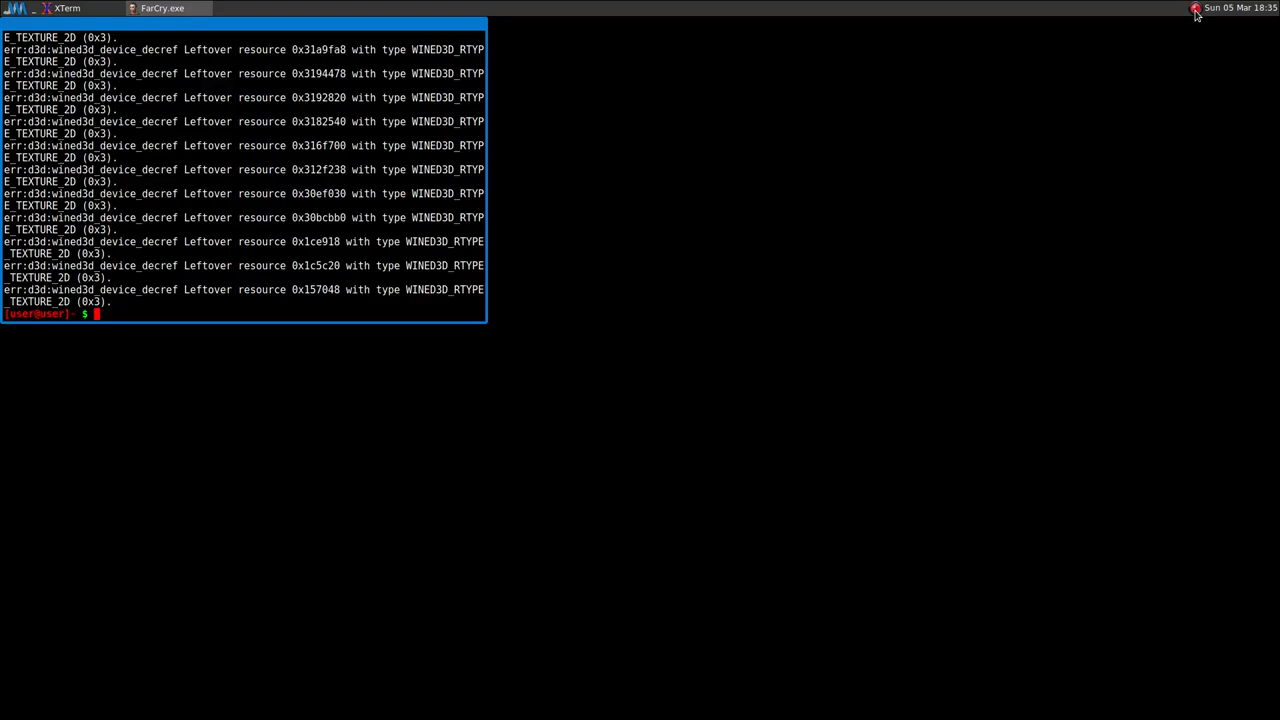 _ XTerm FarCry.exe Sun 05 Mar 18:35
E_TEXTURE_2D (0x3).
err:d3d:wined3d_device_decref Leftover resource 0x31a9fa8 with type WINED3D_RTYP
E_TEXTURE_2D (0x3).
err:d3d:wined3d_device_decref Leftover resource 0x3194478 with type WINED3D_RTYP
E_TEXTURE_2D (0x3).
err:d3d:wined3d_device_decref Leftover resource 0x3192820 with type WINED3D_RTYP
E_TEXTURE_2D (0x3).
err:d3d:wined3d_device_decref Leftover resource 0x3182540 with type WINED3D_RTYP
E_TEXTURE_2D (0x3).
err:d3d:wined3d_device_decref Leftover resource 0x316f700 with type WINED3D_RTYP
E_TEXTURE_2D (0x3).
err:d3d:wined3d_device_decref Leftover resource 0x312f238 with type WINED3D_RTYP
E_TEXTURE_2D (0x3).
err:d3d:wined3d_device_decref Leftover resource 0x30ef030 with type WINED3D_RTYP
E_TEXTURE_2D (0x3).
err:d3d:wined3d_device_decref Leftover resource 0x30bcbb0 with type WINED3D_RTYP
E_TEXTURE_2D (0x3).
err:d3d:wined3d_device_decref Leftover resource 0x1ce918 with type WINED3D_RTYPE
_TEXTURE_2D (0x3).
err:d3d:wined3d_device_decref Leftover resource 0x1c5c20 with type WINED3D_RTYPE
_TEXTURE_2D (0x3).
err:d3d:wined3d_device_decref Leftover resource 0x157048 with type WINED3D_RTYPE
_TEXTURE_2D (0x3).
[user@user]~ $